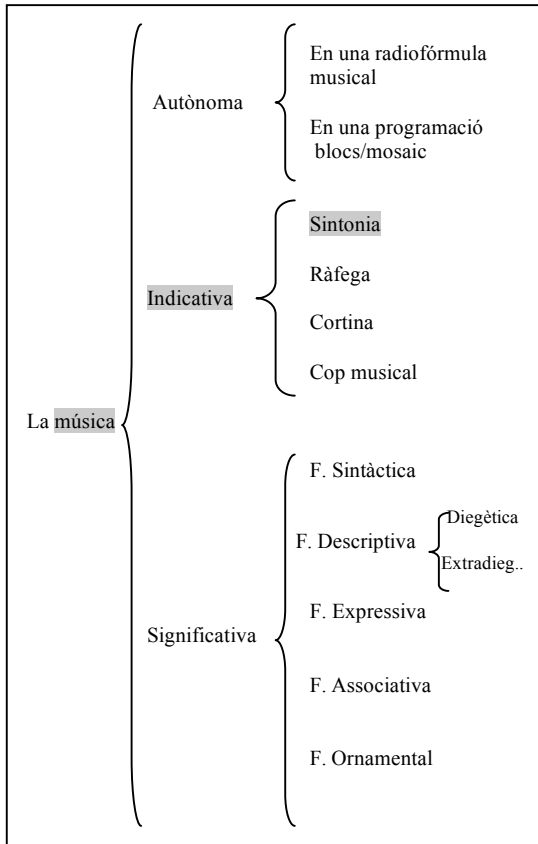 En una radiofórmula
musical
Autònoma
En una programació
blocs/mosaic
Sintonia
Ràfega
Indicativa
Cortina
Cop musical
La música
F. Sintàctica
Diegètica
F. Descriptiva
Extradieg..
F. Expressiva
Significativa
F. Associativa
F. Ornamental